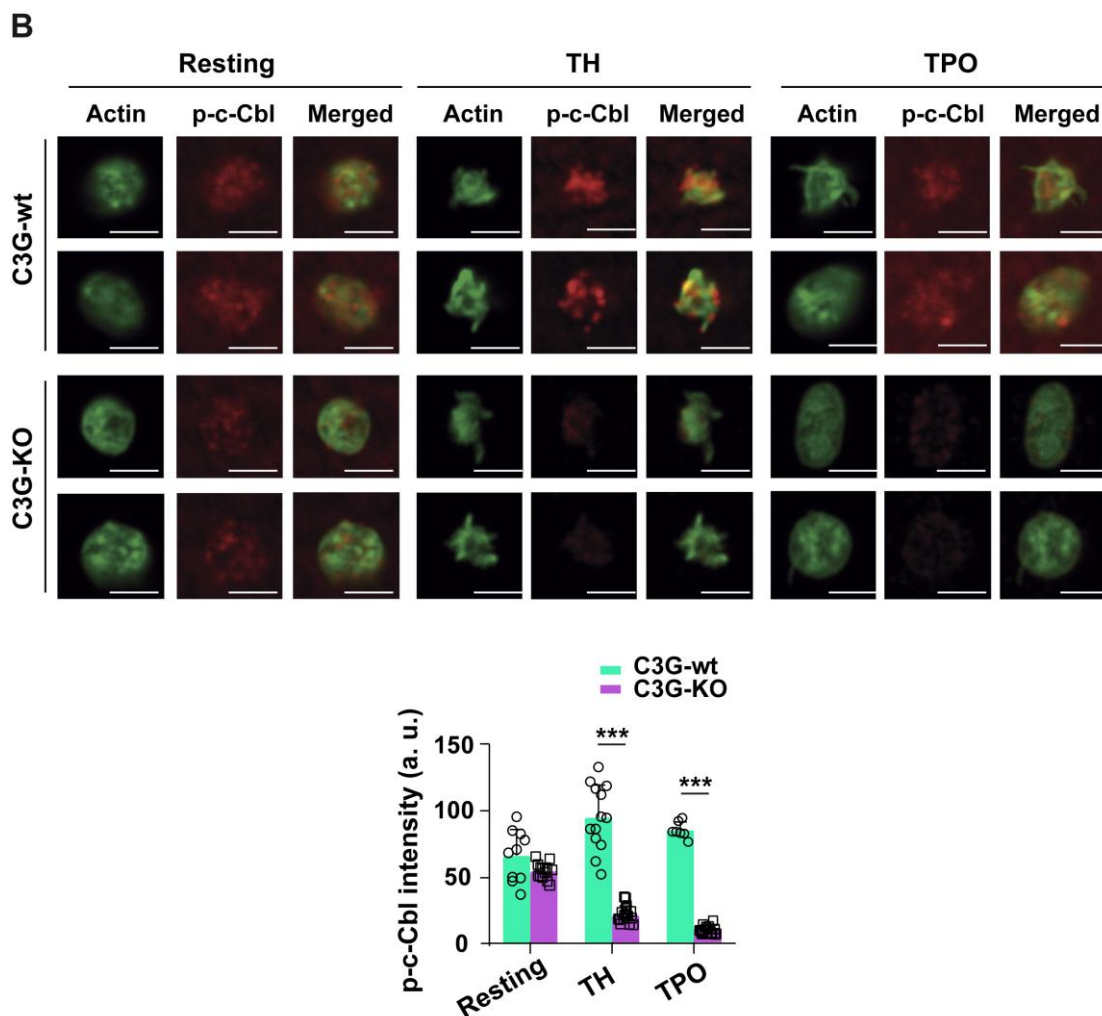 B
Resting TH TPO
Actin p-c-Cbl Merged Actin p-c-Cbl Merged Actin p-c-Cbl Merged
C3G-wt
C3G-KO
C3G-wt
C3G-KO
p-c-Cbl intensity (a. u.)
150
100
50
0
***
***
Resting TH TPO